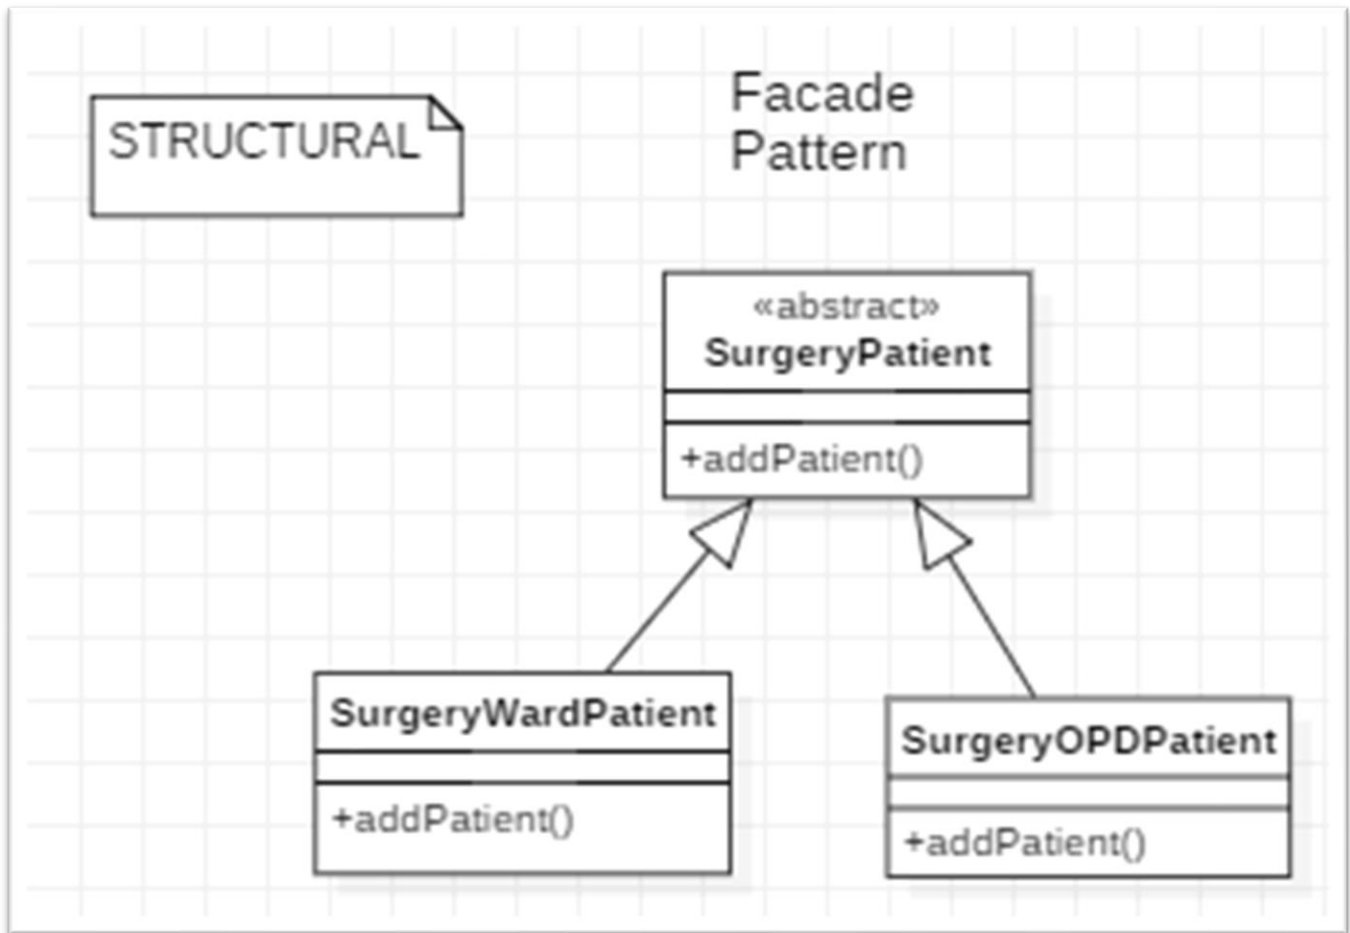 STRUCTURAL
Facade
Pattern
«abstract»
SurgeryPatient
+addPatient()
SurgeryWardPatient
+addPatient()
SurgeryOPDPatient
+addPatient()